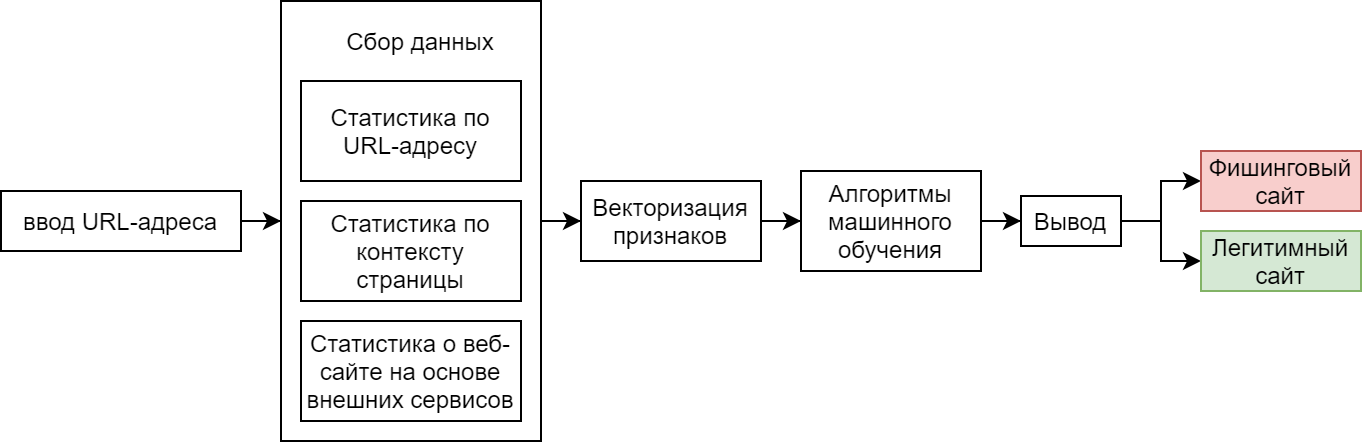 ввод URL-адреса
Сбор данных
Статистика по
URL-адресу
Статистика по
контексту
страницы
Статистика о веб-
сайте на основе
внешних сервисов
Векторизация
признаков
Алгоритмы
машинного
обучения
Вывод
Фишинговый
сайт
Легитимный
сайт